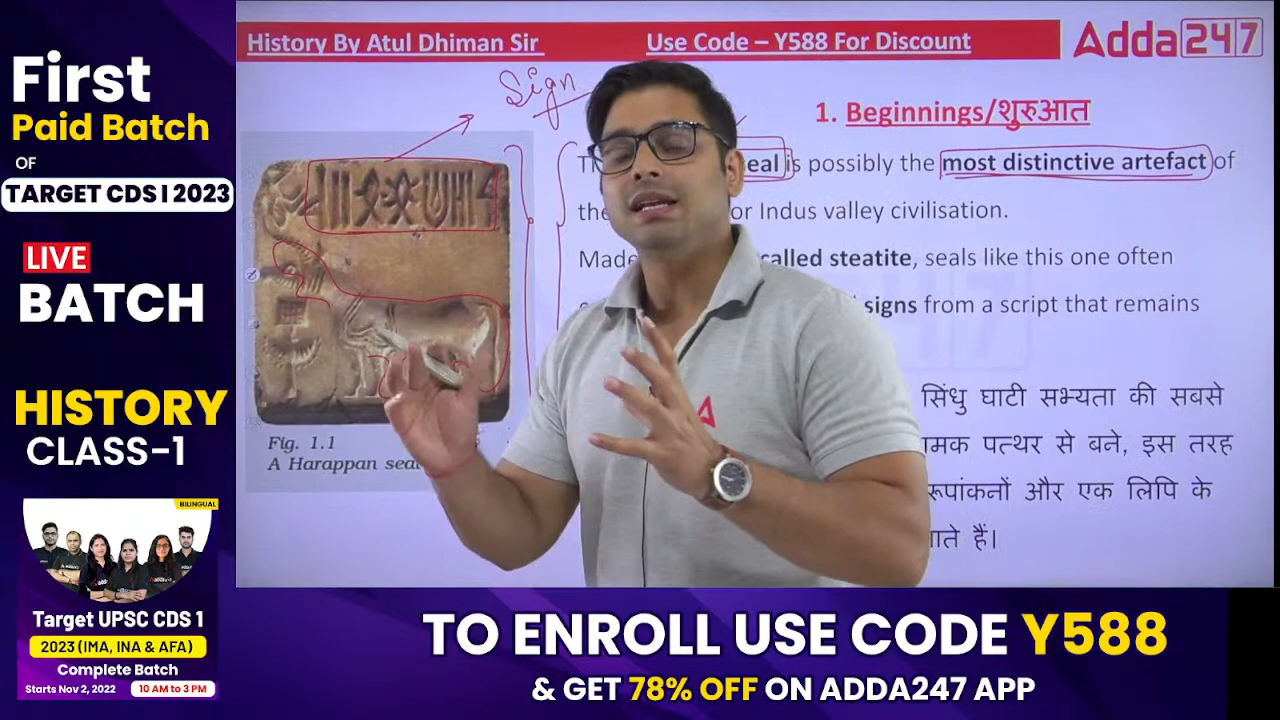 First
Paid Batch
OF
TARGET CDS I 2023
LIVE
BATCH
HISTORY
CLASS-1
BILINGUAL
Target UPSC CDS 1
2023 (IMA, INA & AFA)
Complete Batch
Starts Nov 2, 2022 10 AM to 3 PM
History By Atul Dhiman Sir Use Code – Y588 For Discount
Adda247
Sign
1. Beginnings/शुरुआत
is possibly the most distinctive artefact of
or Indus valley civilisation.
Made called steatite, seals like this one often
signs from a script that remains
सिंधु घाटी सभ्यता की सबसे
पत्थर से बने, इस तरह
और एक लिपि के
हैं।
Fig. 1.1
A Harappan seal
TO ENROLL USE CODE Y588
& GET 78% OFF ON ADDA247 APP